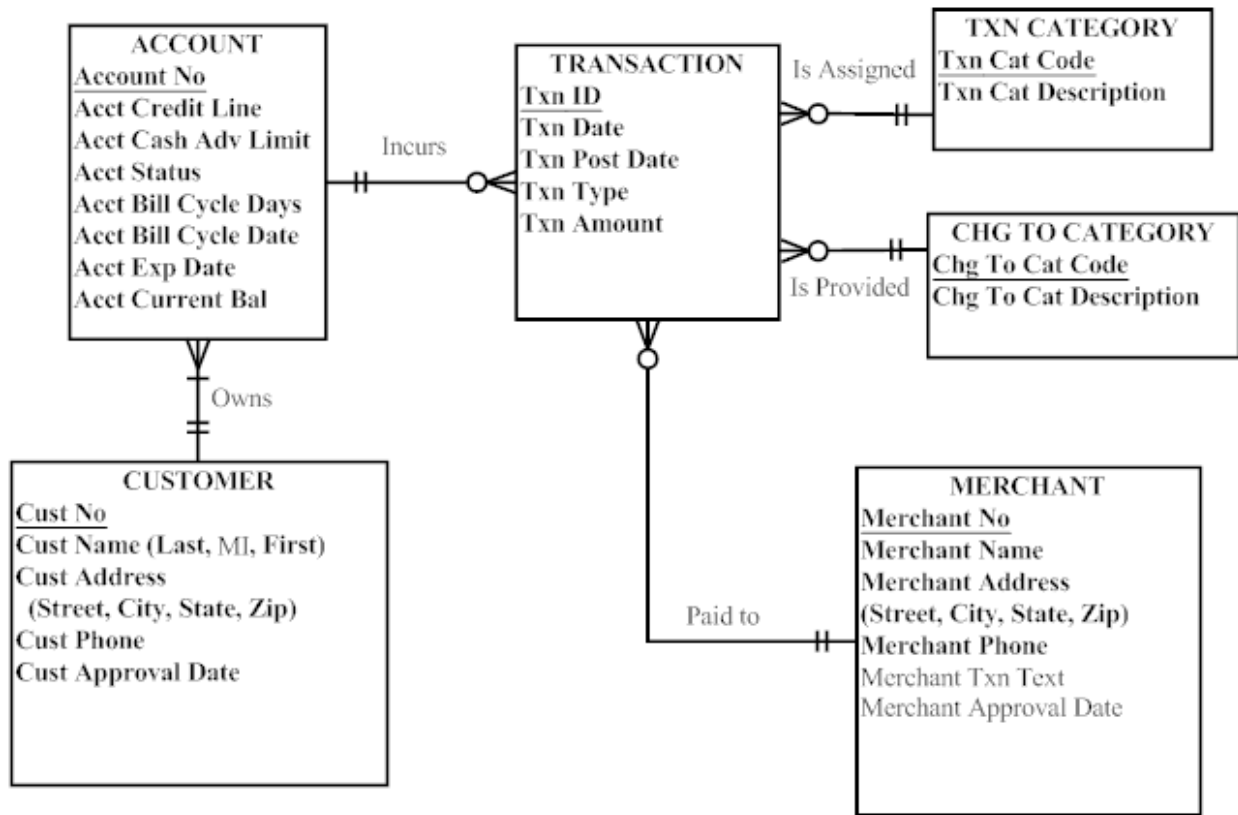 ACCOUNT
Account No
Acct Credit Line
Acct Cash Adv Limit
Acct Status
Acct Bill Cycle Days
Acct Bill Cycle Date
Acct Exp Date
Acct Current Bal
Incurs
TRANSACTION
Txn ID
Txn Date
Txn Post Date
Txn Type
Txn Amount
Is Assigned
TXN CATEGORY
Txn Cat Code
Txn Cat Description
Is Provided
CHG TO CATEGORY
Chg To Cat Code
Chg To Cat Description
Owns
CUSTOMER
Cust No
Cust Name (Last, MI, First)
Cust Address
(Street, City, State, Zip)
Cust Phone
Cust Approval Date
Paid to
MERCHANT
Merchant No
Merchant Name
Merchant Address
(Street, City, State, Zip)
Merchant Phone
Merchant Txn Text
Merchant Approval Date